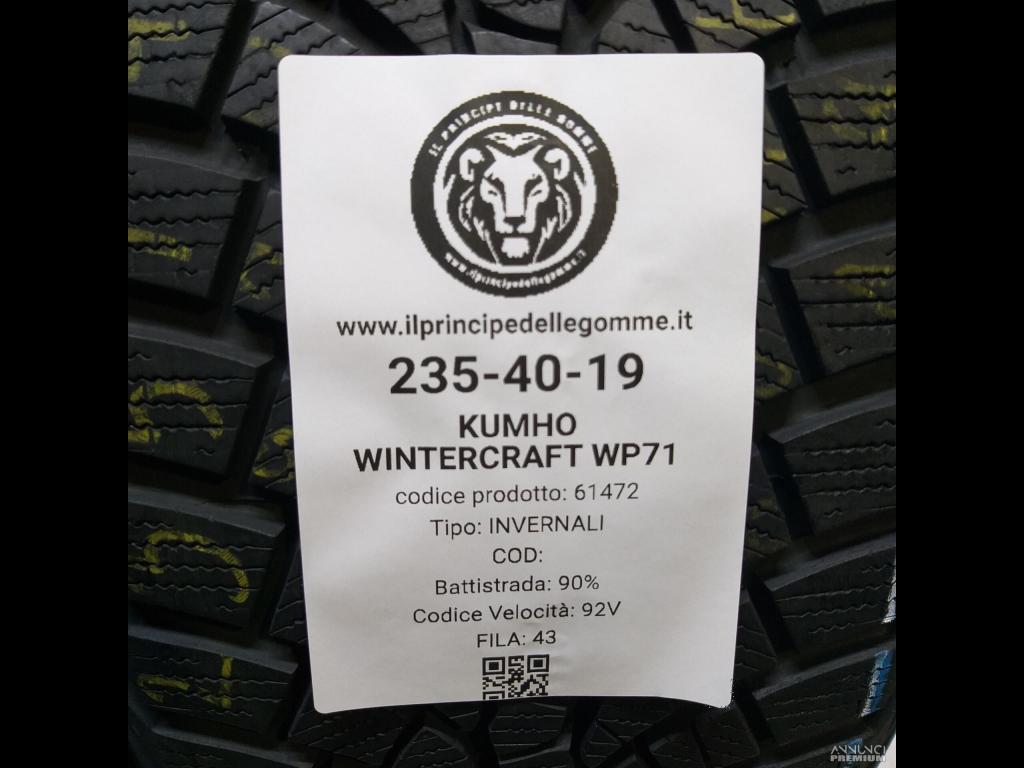 IL PRINCIPE DELLE GOMME
www.ilprincipedellegomme.it
www.ilprincipedellegomme.it
235-40-19
KUMHO
WINTERCRAFT WP71
codice prodotto: 61472
Tipo: INVERNALI
COD:
Battistrada: 90%
Codice Velocità: 92V
FILA: 43
ANNUNCI
PREMIUM